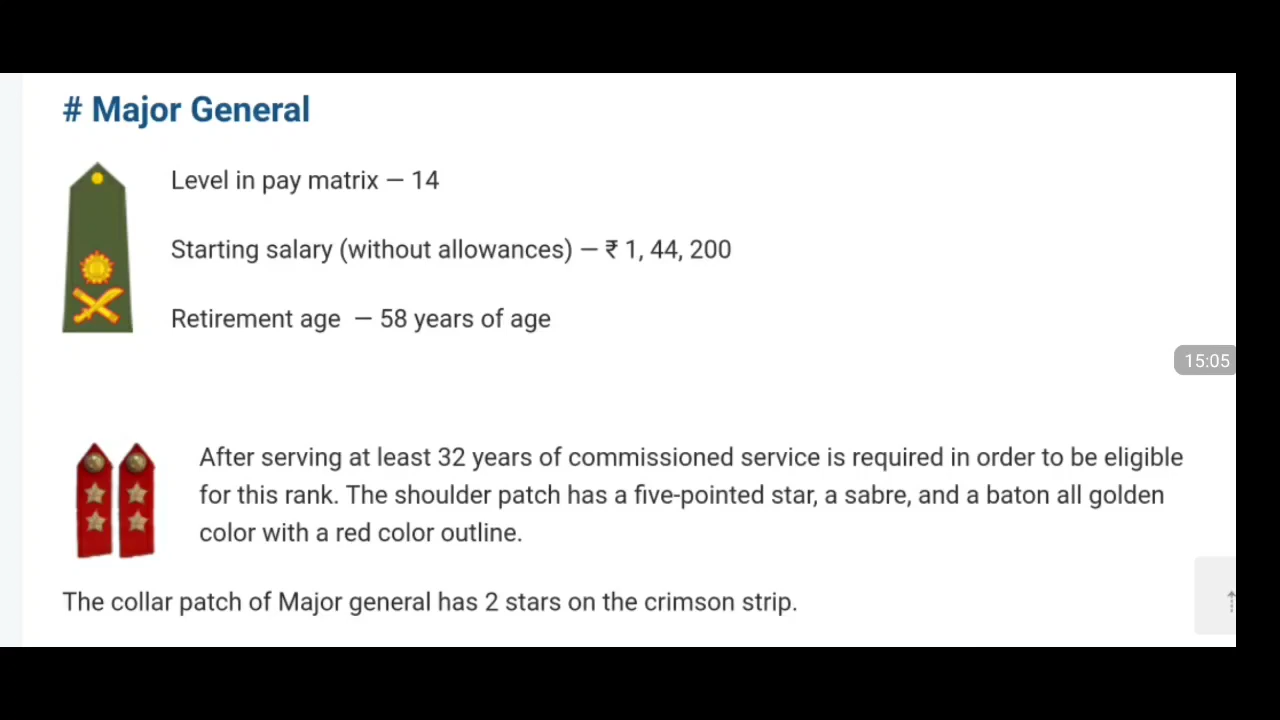 # Major General
Level in pay matrix — 14
Starting salary (without allowances) — ₹ 1, 44, 200
Retirement age — 58 years of age
15:05
After serving at least 32 years of commissioned service is required in order to be eligible
for this rank. The shoulder patch has a five-pointed star, a sabre, and a baton all golden
color with a red color outline.
The collar patch of Major general has 2 stars on the crimson strip.